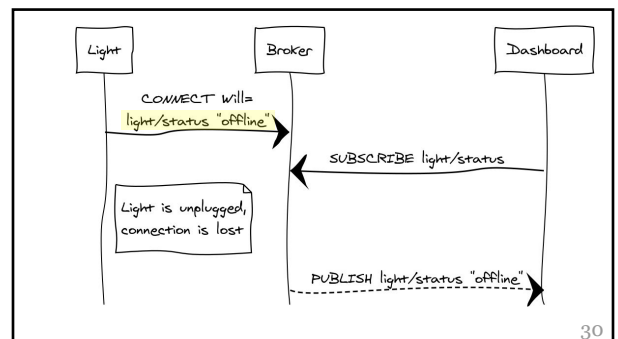 Light
Broker
Dashboard
CONNECT Will=
light/status "offline"
SUBSCRIBE light/status
Light is unplugged,
connection is lost
PUBLISH light/status "offline"
30